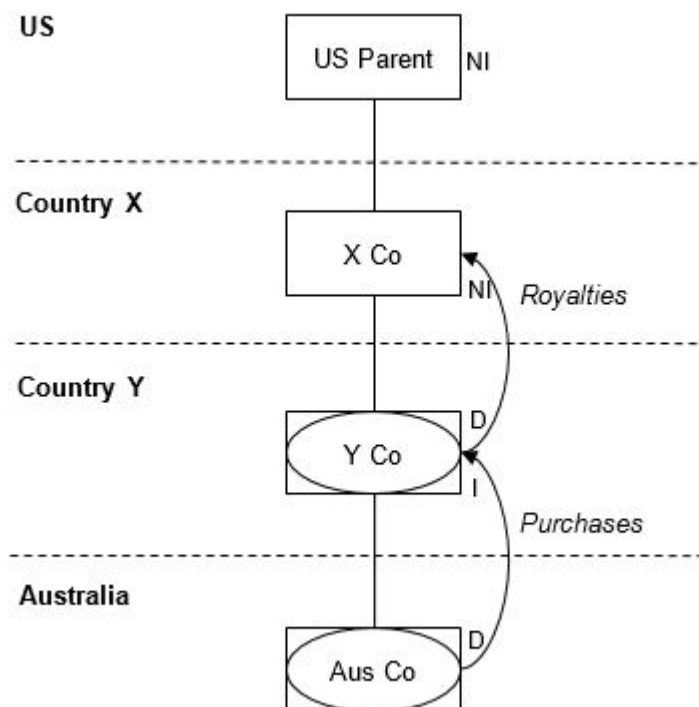 US
US Parent NI
Country X
X Co
NI
Royalties
Country Y
D
Y Co
I
Purchases
Australia
D
Aus Co